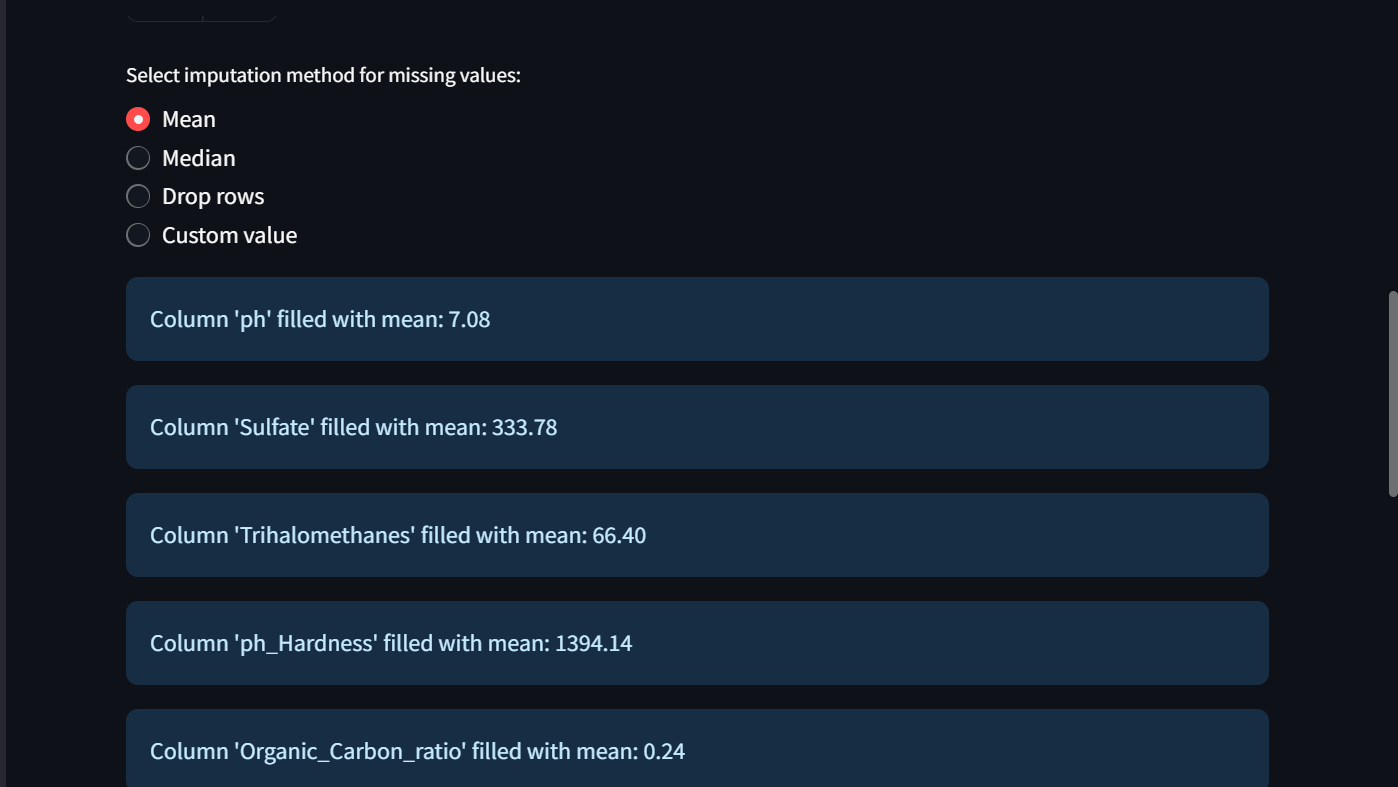 Select imputation method for missing values:
Mean
Median
Drop rows
Custom value
Column 'ph' filled with mean: 7.08
Column 'Sulfate' filled with mean: 333.78
Column 'Trihalomethanes' filled with mean: 66.40
Column 'ph_Hardness' filled with mean: 1394.14
Column 'Organic_Carbon_ratio' filled with mean: 0.24